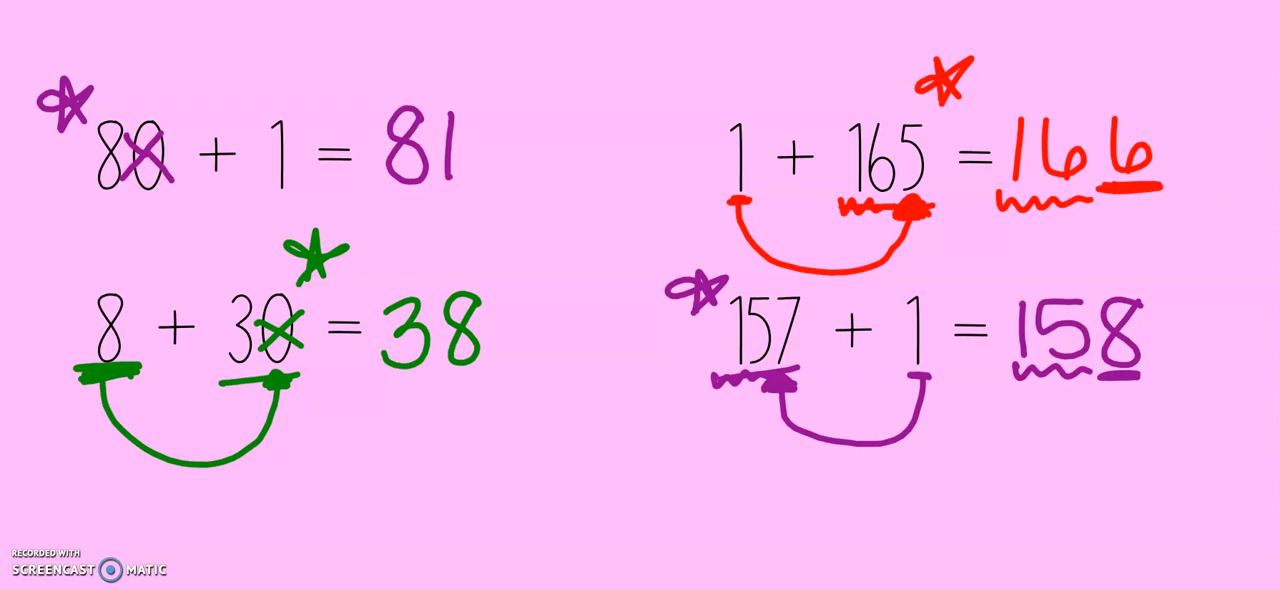 80 + 1 = 81
8 + 30 = 38
1 + 165 = 166
157 + 1 = 158
RECORDED WITH
SCREENCAST MATIC